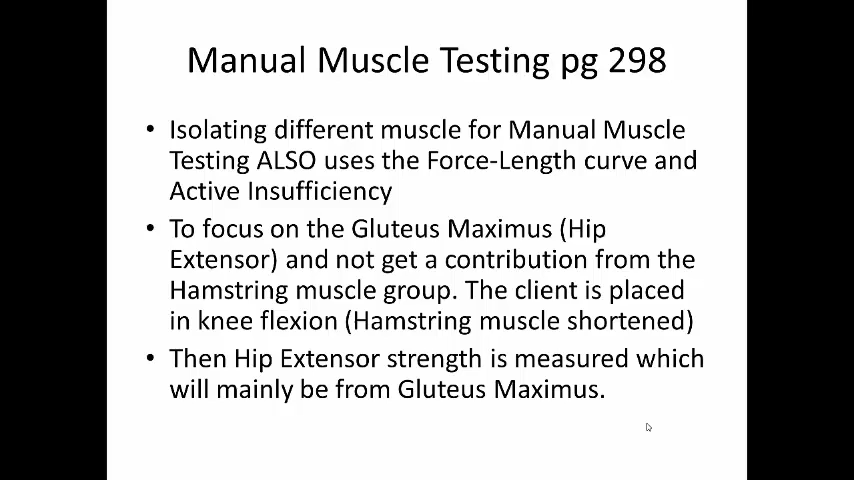 Manual Muscle Testing pg 298
• Isolating different muscle for Manual Muscle
Testing ALSO uses the Force-Length curve and
Active Insufficiency
• To focus on the Gluteus Maximus (Hip
Extensor) and not get a contribution from the
Hamstring muscle group. The client is placed
in knee flexion (Hamstring muscle shortened)
• Then Hip Extensor strength is measured which
will mainly be from Gluteus Maximus.